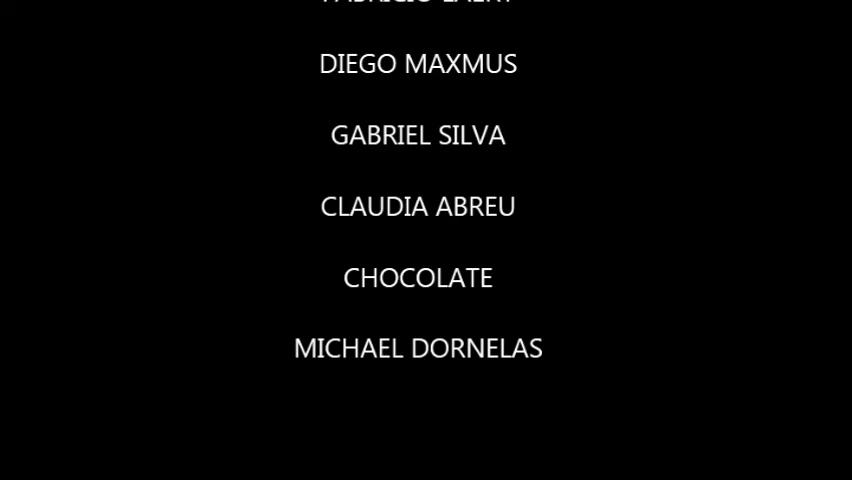 DIEGO MAXMUS
GABRIEL SILVA
CLAUDIA ABREU
CHOCOLATE
MICHAEL DORNELAS